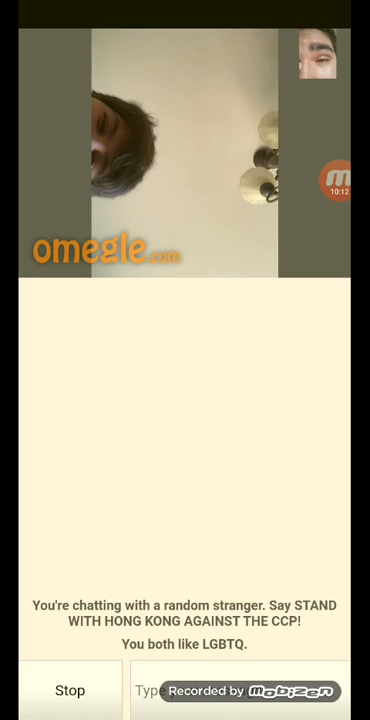 10:12
omegle.com
You're chatting with a random stranger. Say STAND
WITH HONG KONG AGAINST THE CCP!
You both like LGBTQ.
Stop
Type
Recorded by mobizen